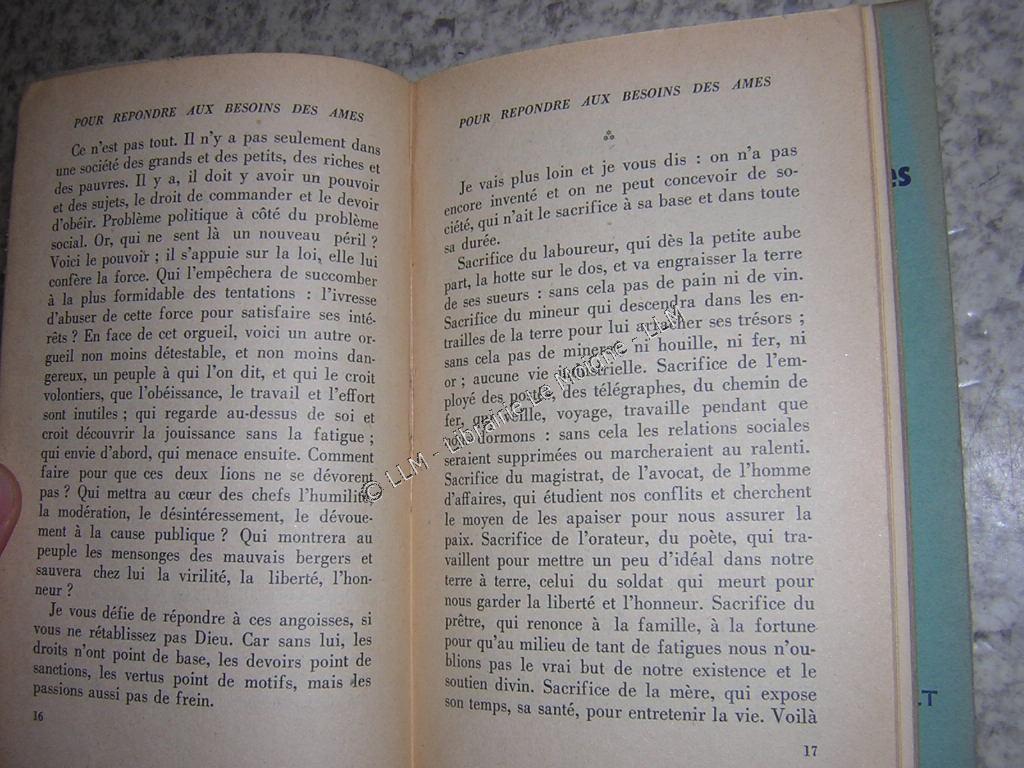 POUR REPONDRE AUX BESOINS DES AMES
Ce n'est pas tout. Il n'y a pas seulement dans
une société des grands et des petits, des riches et
des pauvres. Il y a, il doit y avoir un pouvoir
et des sujets, le droit de commander et le devoir
d'obéir. Problème politique à côté du problème
social. Or, qui ne sent là un nouveau péril ?
Voici le pouvoir ; il s'appuie sur la loi, elle lui
confère la force. Qui l'empêchera de succomber
à la plus formidable des tentations : l'ivresse
d'abuser de cette force pour satisfaire ses inté-
rêts ? En face de cet orgueil, voici un autre or-
gueil non moins détestable, et non moins dan-
gereux, un peuple à qui l'on dit, et qui le croit
volontiers, que l'obéissance, le travail et l'effort
sont inutiles ; qui regarde au-dessus de soi et
croit découvrir la jouissance sans la fatigue ;
qui envie d'abord, qui menace ensuite. Comment
faire pour que ces deux lions ne se dévorent
pas ? Qui mettra au cœur des chefs l'humilité,
la modération, le désintéressement, le dévoue-
ment à la cause publique ? Qui montrera au
peuple les mensonges des mauvais bergers et
sauvera chez lui la virilité, la liberté, l'hon-
neur ?
Je vous défie de répondre à ces angoisses, si
vous ne rétablissez pas Dieu. Car sans lui, les
droits n'ont point de base, les devoirs point de
sanctions, les vertus point de motifs, mais les
passions aussi pas de frein.
16
POUR REPONDRE AUX BESOINS DES AMES
Je vais plus loin et je vous dis : on n'a pas
encore inventé et on ne peut concevoir de so-
ciété, qui n'ait le sacrifice à sa base et dans toute
sa durée.
Sacrifice du laboureur, qui dès la petite aube
part, la hotte sur le dos, et va engraisser la terre
de ses sueurs : sans cela pas de pain ni de vin.
Sacrifice du mineur qui descendra dans les en-
trailles de la terre pour lui arracher ses trésors ;
sans cela pas de minerai, ni houille, ni fer, ni
or ; aucune vie industrielle. Sacrifice de l'em-
ployé des postes, des télégraphes, du chemin de
fer, qui veille, voyage, travaille pendant que
nous dormons : sans cela les relations sociales
seraient supprimées ou marcheraient au ralenti.
Sacrifice du magistrat, de l'avocat, de l'homme
d'affaires, qui étudient nos conflits et cherchent
le moyen de les apaiser pour nous assurer la
paix. Sacrifice de l'orateur, du poète, qui tra-
vaillent pour mettre un peu d'idéal dans notre
terre à terre, celui du soldat qui meurt pour
nous garder la liberté et l'honneur. Sacrifice du
prêtre, qui renonce à la famille, à la fortune
pour qu'au milieu de tant de fatigues nous n'ou-
blions pas le vrai but de notre existence et le
soutien divin. Sacrifice de la mère, qui expose
son temps, sa santé, pour entretenir la vie. Voilà
17
es
LT
© LLM - Librairie Le Moigne - LLM